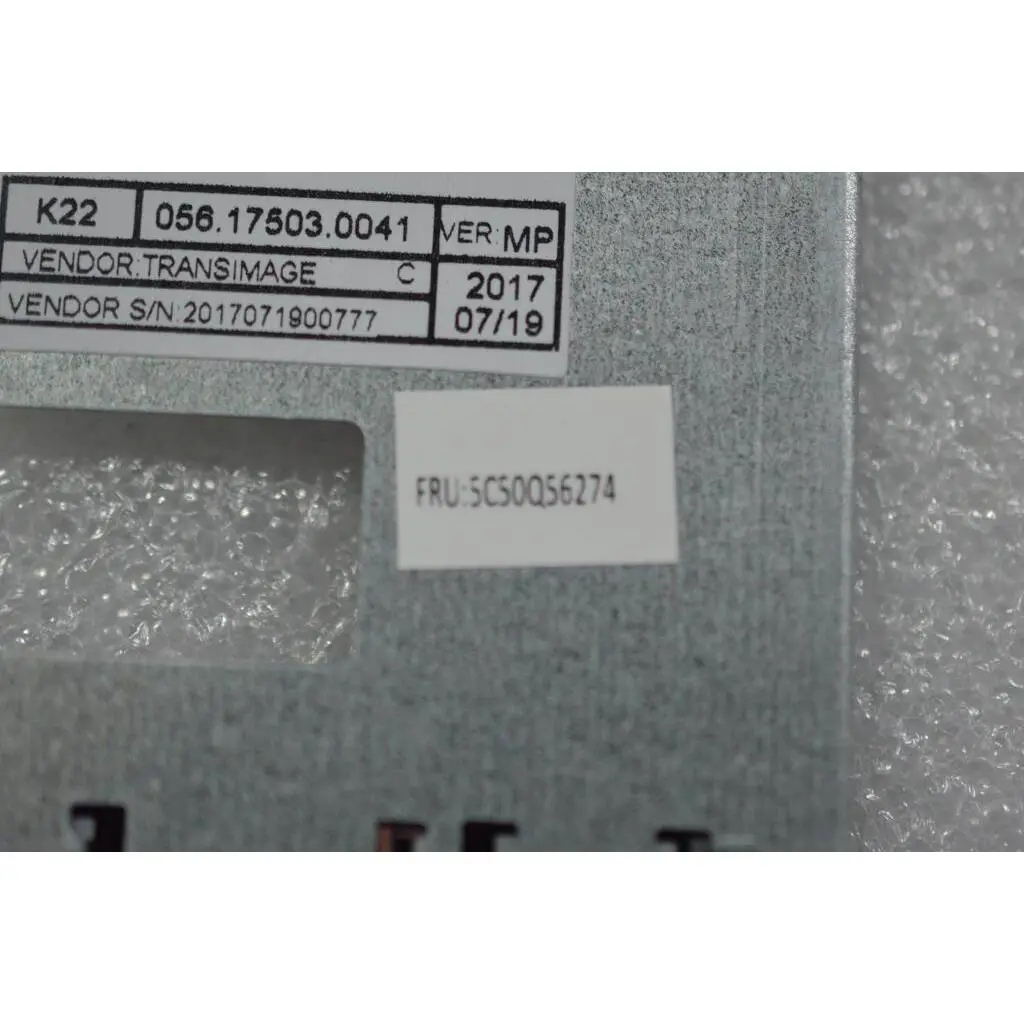 K22 056.17503.0041 VER:MP
VENDOR:TRANSIMAGE C
2017
VENDOR S/N:2017071900777
07/19
FRU:5C50Q56274